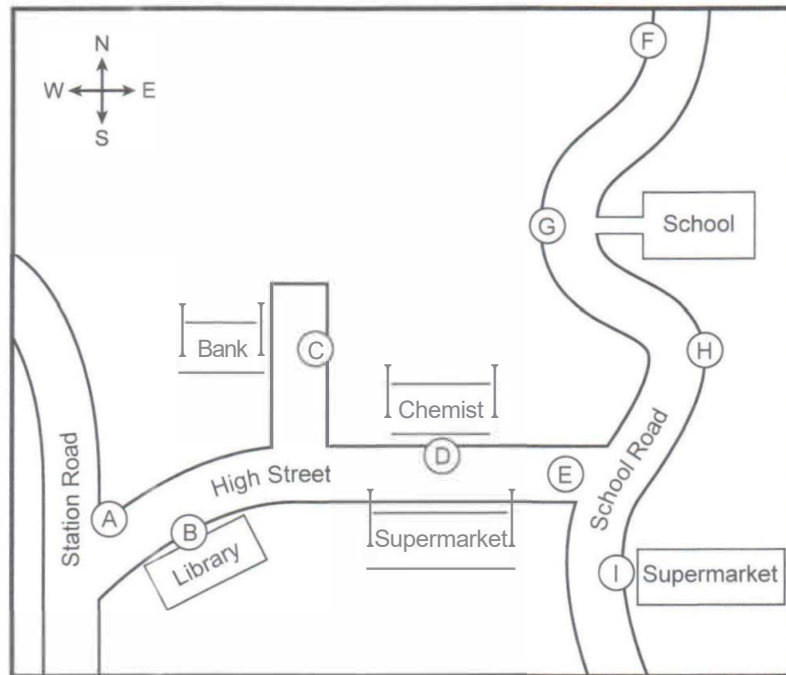 N
W E
S
F
G
School
Bank
C
H
Chemist
D
High Street
E
School Road
Station Road
A
B
Library
Supermarket
I
Supermarket